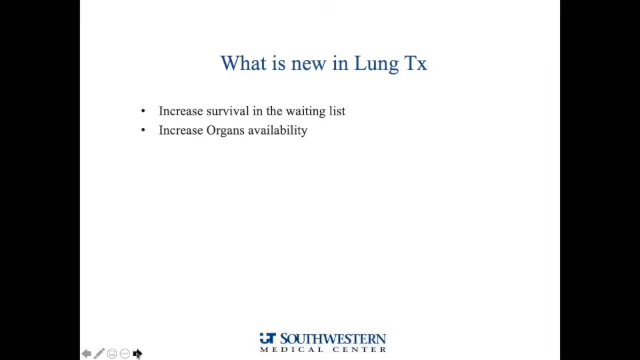 What is new in Lung Tx
• Increase survival in the waiting list
• Increase Organs availability
UT SOUTHWESTERN
MEDICAL CENTER